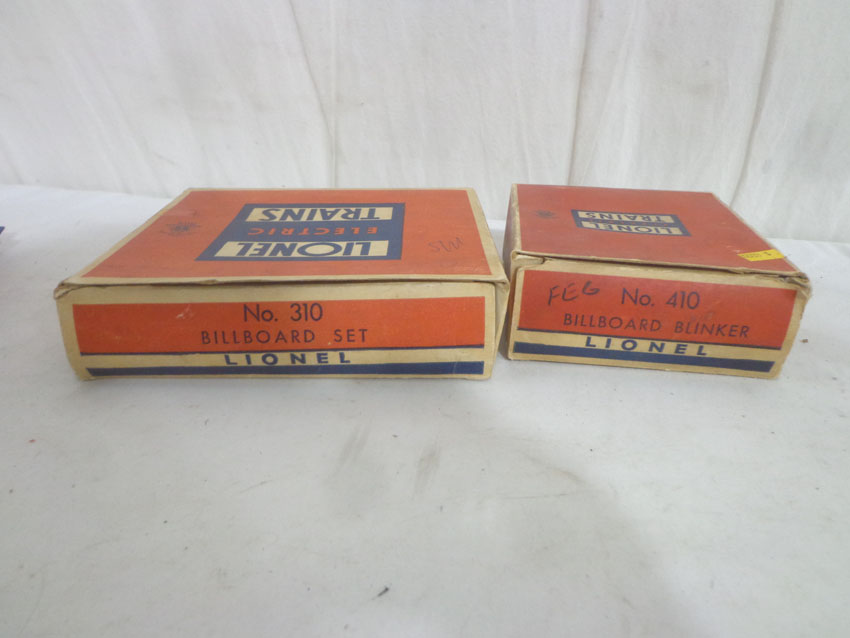 LIONEL
ELECTRIC
TRAINS
No. 310
BILLBOARD SET
LIONEL
LIONEL
TRAINS
FEG
No. 410
BILLBOARD BLINKER
LIONEL